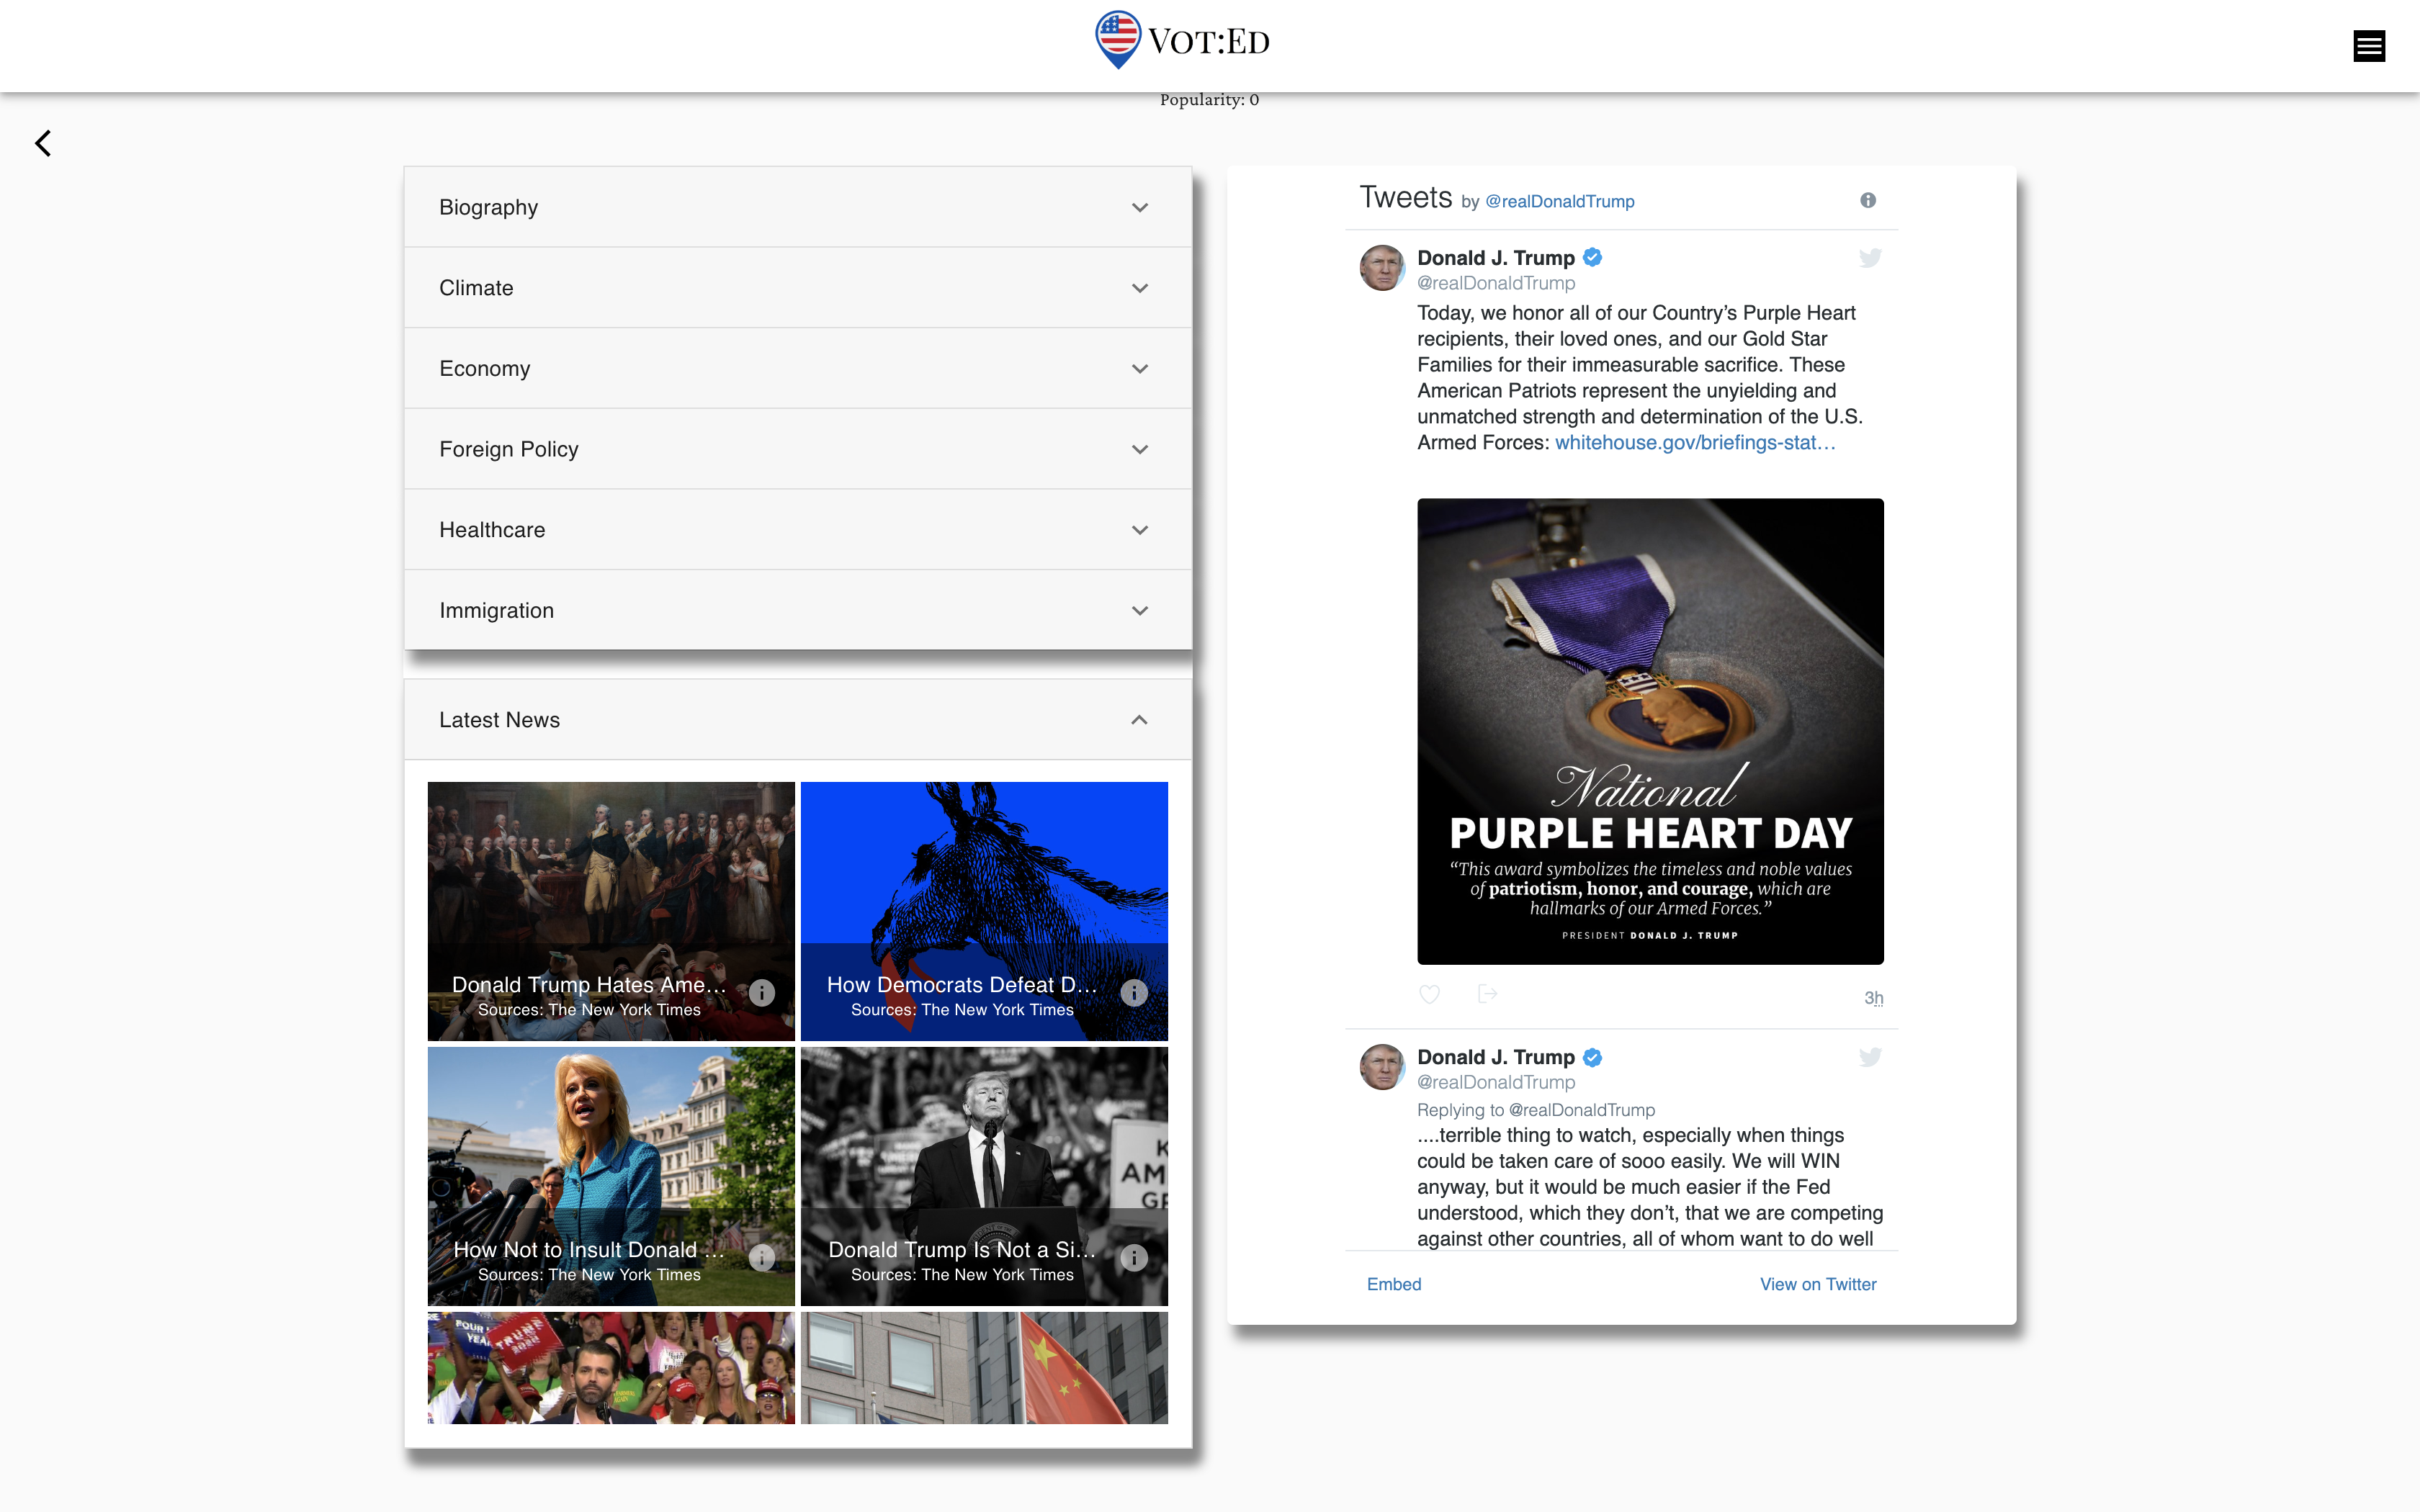 VOT:ED
Popularity: 0
Biography
Climate
Economy
Foreign Policy
Healthcare
Immigration
Latest News
Donald Trump Hates Ame...
Sources: The New York Times
How Democrats Defeat D...
Sources: The New York Times
How Not to Insult Donald ...
Sources: The New York Times
K
AM
GR
Donald Trump Is Not a Si...
Sources: The New York Times
FOUR
YEA
TRUMP
2020
Tweets by @realDonaldTrump
Donald J. Trump
@realDonaldTrump
Today, we honor all of our Country’s Purple Heart
recipients, their loved ones, and our Gold Star
Families for their immeasurable sacrifice. These
American Patriots represent the unyielding and
unmatched strength and determination of the U.S.
Armed Forces: whitehouse.gov/briefings-stat…
National
PURPLE HEART DAY
“This award symbolizes the timeless and noble values
of patriotism, honor, and courage, which are
hallmarks of our Armed Forces.”
PRESIDENT DONALD J. TRUMP
3h
Donald J. Trump
@realDonaldTrump
Replying to @realDonaldTrump
....terrible thing to watch, especially when things
could be taken care of sooo easily. We will WIN
anyway, but it would be much easier if the Fed
understood, which they don’t, that we are competing
against other countries, all of whom want to do well
Embed
View on Twitter